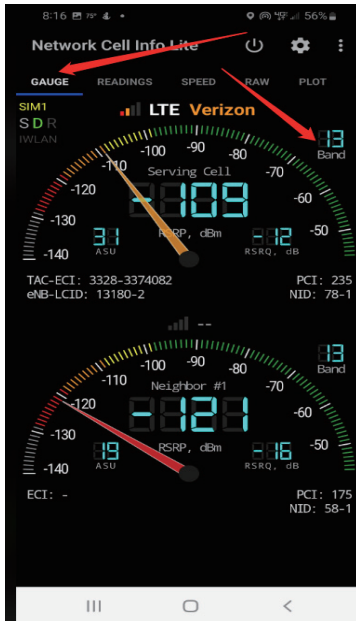 8:16 75° 56%
Network Cell Info Lite
GAUGE READINGS SPEED RAW PLOT
SIM1
SDR
IWLAN
LTE Verizon
13
Band
-140 -130 -120 -110 -100 -90 -80 -70 -60 -50
Serving Cell
-109
RSRP, dBm
31
ASU
-12
RSRQ, dB
TAC-ECI: 3328-3374082
eNB-LCID: 13180-2
PCI: 235
NID: 78-1
--
13
Band
-140 -130 -120 -110 -100 -90 -80 -70 -60 -50
Neighbor #1
-121
RSRP, dBm
19
ASU
-16
RSRQ, dB
ECI: -
PCI: 175
NID: 58-1